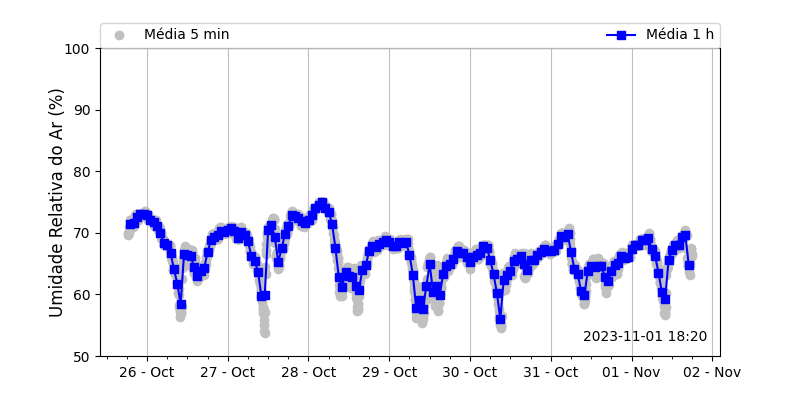 Média 5 min
Média 1 h
100
90
80
70
60
50
Umidade Relativa do Ar (%)
2023-11-01 18:20
26 - Oct
27 - Oct
28 - Oct
29 - Oct
30 - Oct
31 - Oct
01 - Nov
02 - Nov